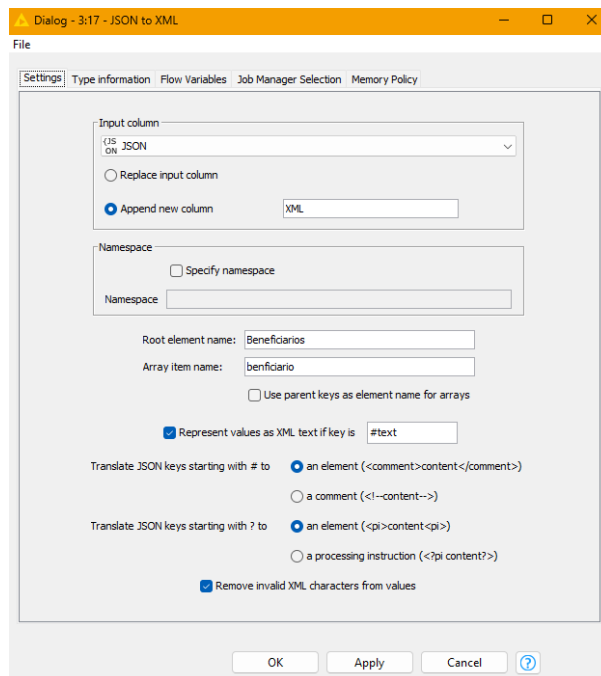 Dialog - 3:17 - JSON to XML
File
Settings Type information Flow Variables Job Manager Selection Memory Policy
Input column
{JS
ON JSON
Replace input column
Append new column XML
Namespace
Specify namespace
Namespace
Root element name: Beneficiarios
Array item name: benficiario
Use parent keys as element name for arrays
Represent values as XML text if key is #text
Translate JSON keys starting with # to an element (<comment>content</comment>)
a comment (<!--content-->)
Translate JSON keys starting with ? to an element (<pi>content<pi>)
a processing instruction (<?pi content?>)
Remove invalid XML characters from values
OK Apply Cancel ?